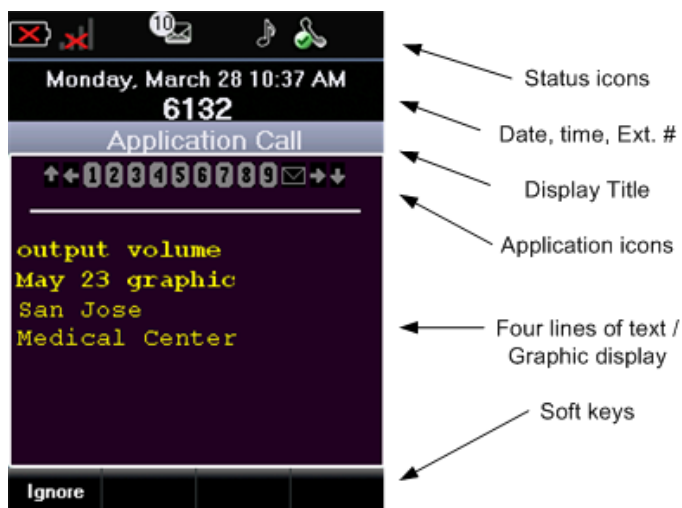 10
Monday, March 28 10:37 AM
6132
Application Call
1 2 3 4 5 6 7 8 9
output volume
May 23 graphic
San Jose
Medical Center
Ignore
Status icons
Date, time, Ext. #
Display Title
Application icons
Four lines of text /
Graphic display
Soft keys